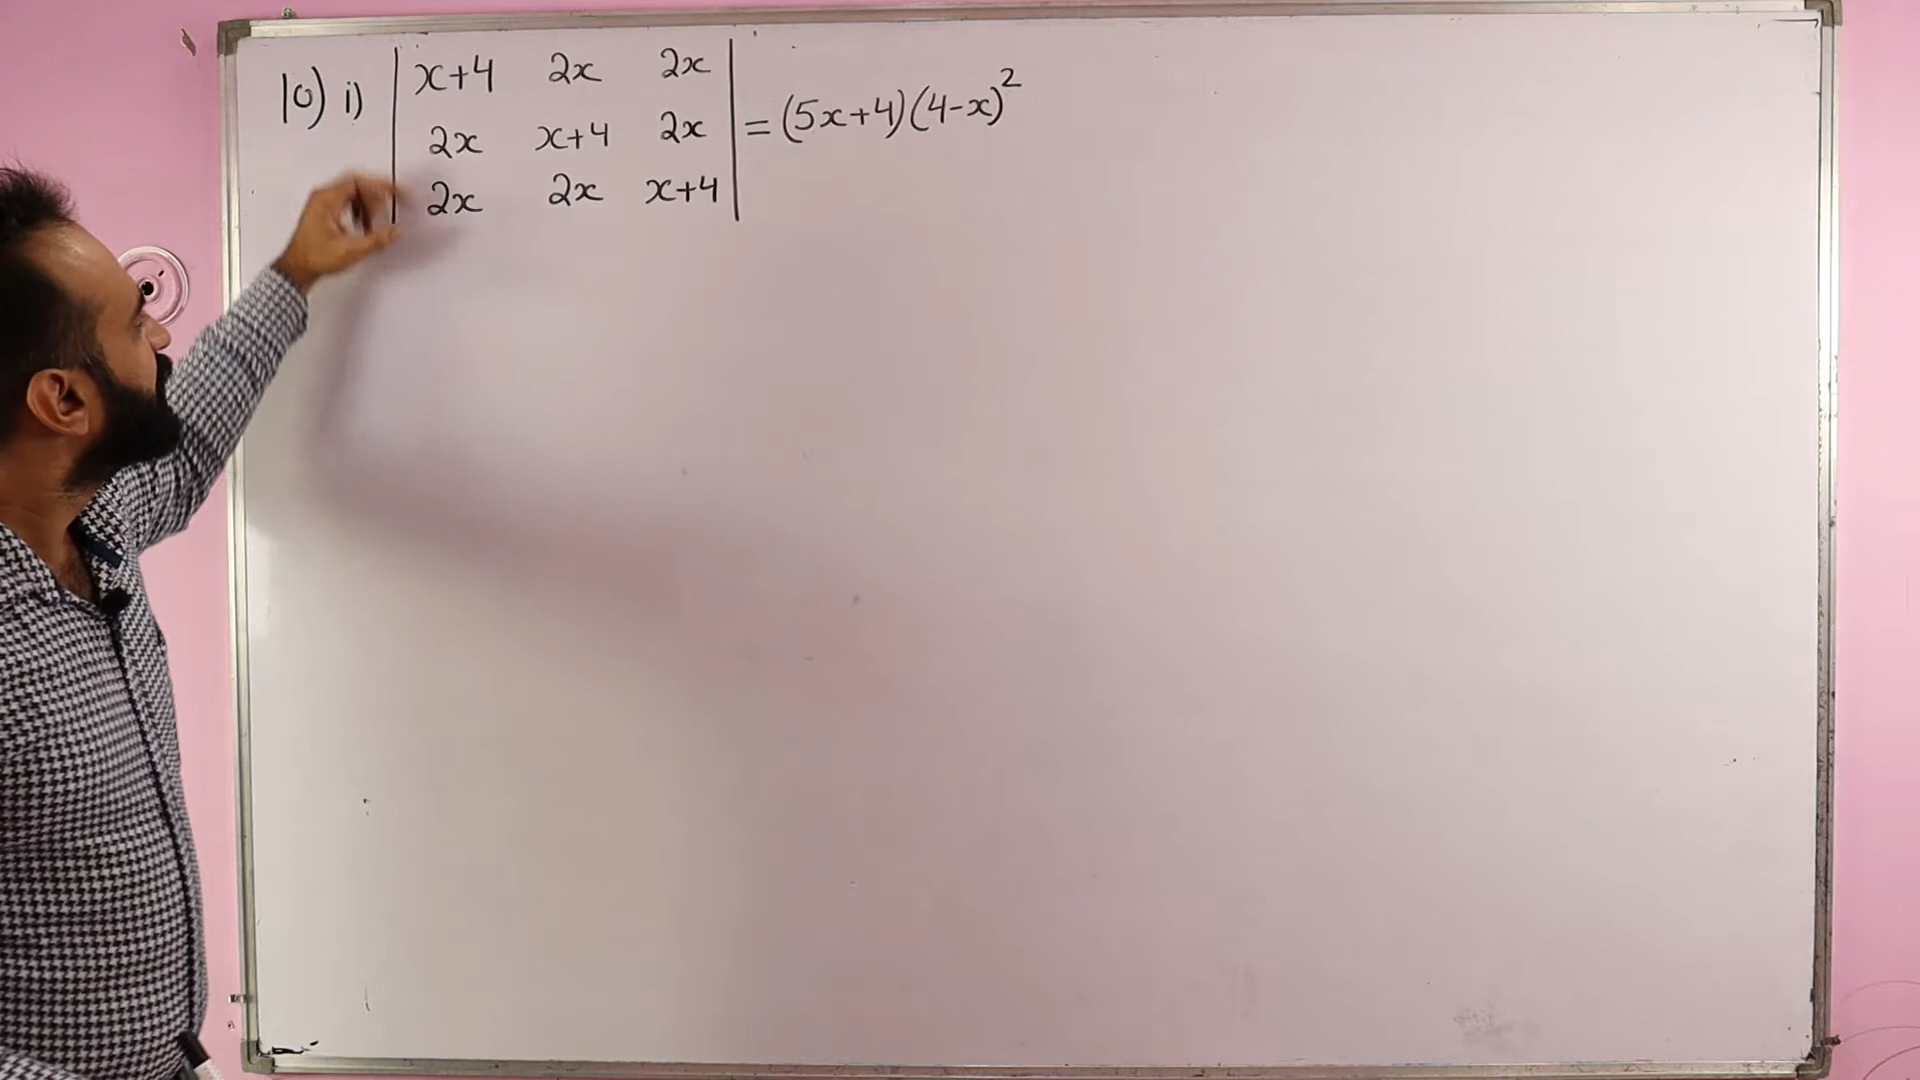 10) i) | x+4 2x 2x |
| 2x x+4 2x | = (5x+4)(4-x)²
| 2x 2x x+4 |